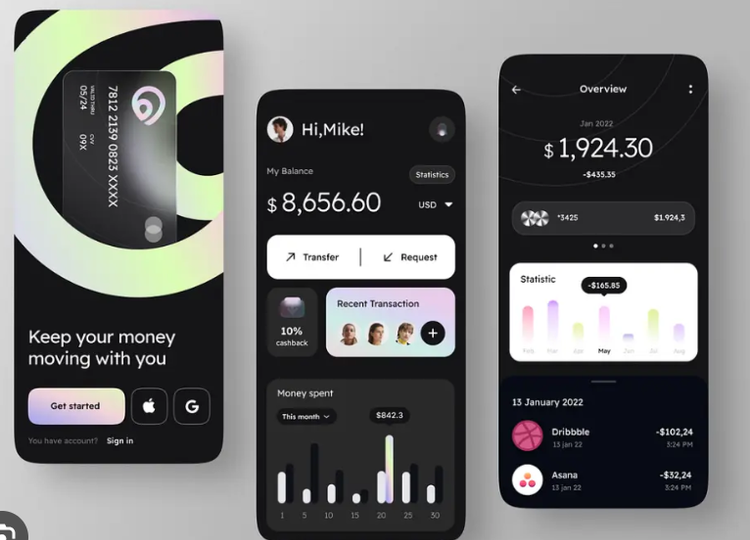 7812 2139 0823 XXXX
VALID THRU
05/24
CVV
09X
Keep your money
moving with you
Get started
G
You have account? Sign in
Hi,Mike!
My Balance
Statistics
$ 8,656.60
USD
Transfer
Request
10%
cashback
Recent Transaction
+
Money spent
This month
$842.3
1 5 10 15 20 25 30
Overview
Jan 2022
$ 1,924.30
-$435.35
*3425
$1,924,3
Statistic
-$165.85
Feb Mar May Jun Jul Aug
13 January 2022
Dribbble
13 jan 22
-$102,24
3:24 PM
Asana
13 jan 22
-$32,24
3:24 PM